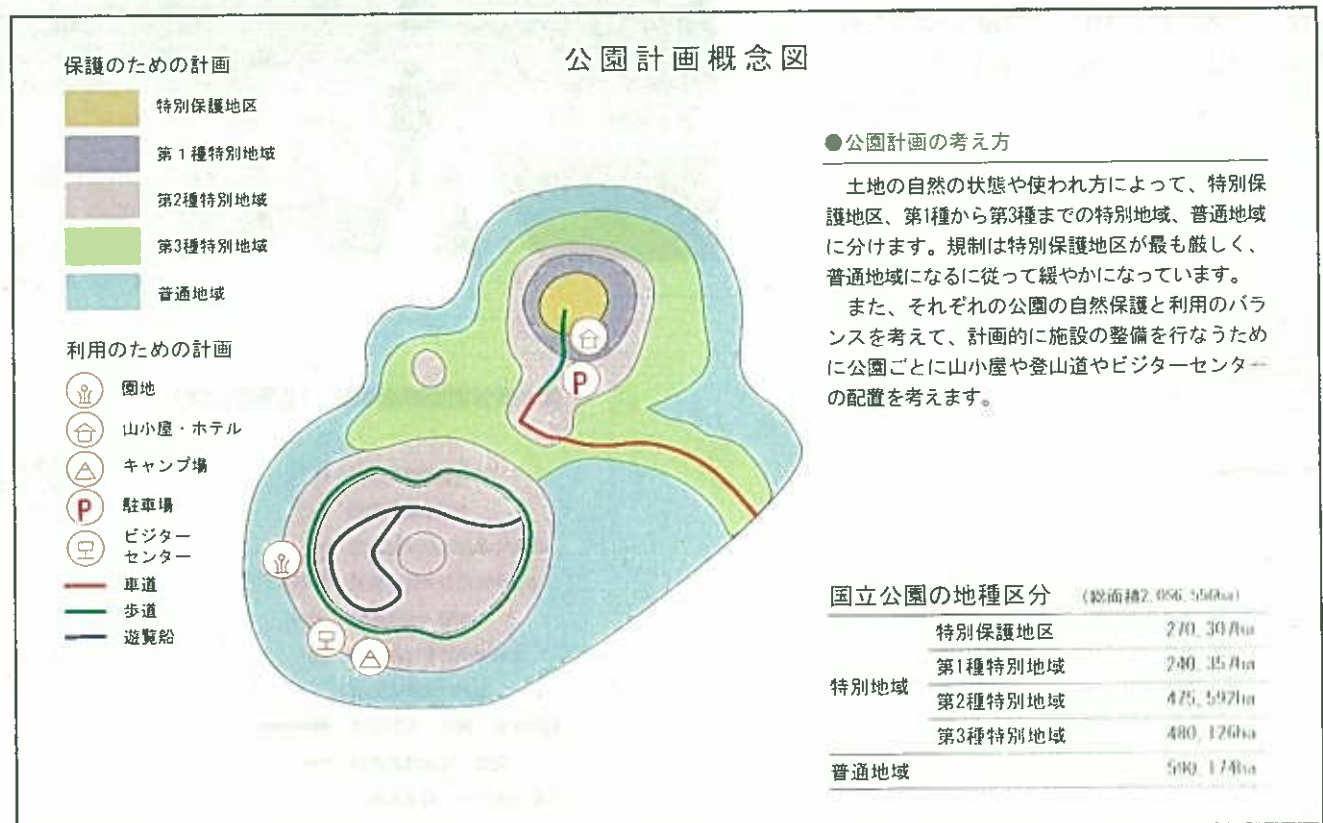 公園計画概念図
保護のための計画
特別保護地区
第1種特別地域
第2種特別地域
第3種特別地域
普通地域
利用のための計画
園地
山小屋・ホテル
キャンプ場
P
駐車場
ビジター
センター
車道
歩道
遊覧船
P
●公園計画の考え方
土地の自然の状態や使われ方によって、特別保
護地区、第1種から第3種までの特別地域、普通地域
に分けます。規制は特別保護地区が最も厳しく、
普通地域になるに従って緩やかになっています。
また、それぞれの公園の自然保護と利用のバラ
ンスを考えて、計画的に施設の整備を行なうため
に公園ごとに山小屋や登山道やビジターセンター
の配置を考えます。
国立公園の地種区分
特別地域
特別保護地区 270,307ha
第1種特別地域 240,357ha
第2種特別地域 475,592ha
第3種特別地域 480,126ha
普通地域 590,174ha